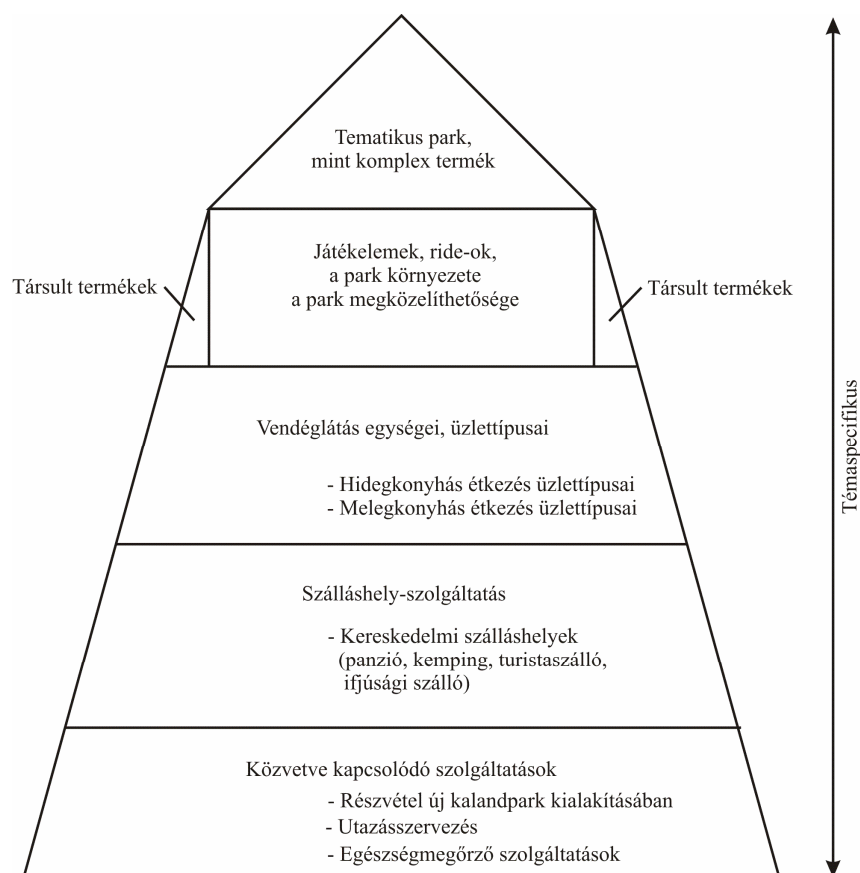 Tematikus park,
mint komplex termék
Játékelemek, ride-ok,
a park környezete
a park megközelíthetősége
Társult termékek
Társult termékek
Vendéglátás egységei, üzlettípusai
- Hidegkonyhás étkezés üzlettípusai
- Melegkonyhás étkezés üzlettípusai
Szálláshely-szolgáltatás
- Kereskedelmi szálláshelyek
(panzió, kemping, turistaszálló,
ifjúsági szálló)
Közvetve kapcsolódó szolgáltatások
- Részvétel új kalandpark kialakításában
- Utazásszervezés
- Egészségmegőrző szolgáltatások
Témaspecifikus